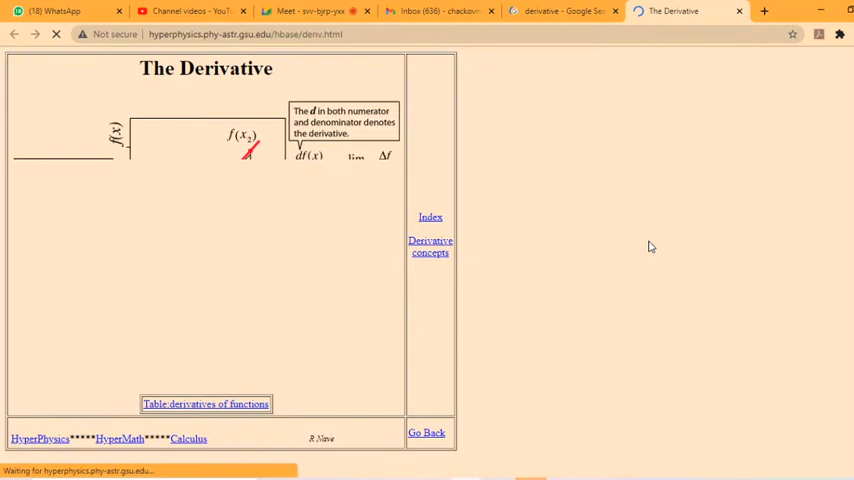 (18) WhatsApp
Channel videos - YouT
Meet - svv-bjrp-yxx
Inbox (636) - chackovn
derivative - Google Sea
The Derivative
Not secure
hyperphysics.phy-astr.gsu.edu/hbase/deriv.html
The Derivative
The d in both numerator
and denominator denotes
the derivative.
f(x)
f(x₂)
df(x)
lim
Δf
Index
Derivative
concepts
Table:derivatives of functions
HyperPhysics*****HyperMath*****Calculus
R Nave
Go Back
Waiting for hyperphysics.phy-astr.gsu.edu...